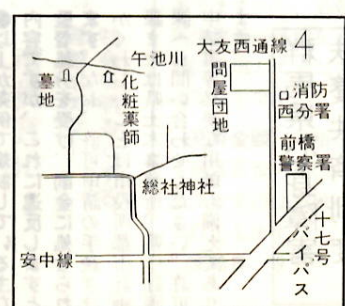 大友西通線
4
午池川
問屋団地
消防
西分署
墓地
化粧薬師
前橋
警察署
総社神社
十七号
バイパス
安中線